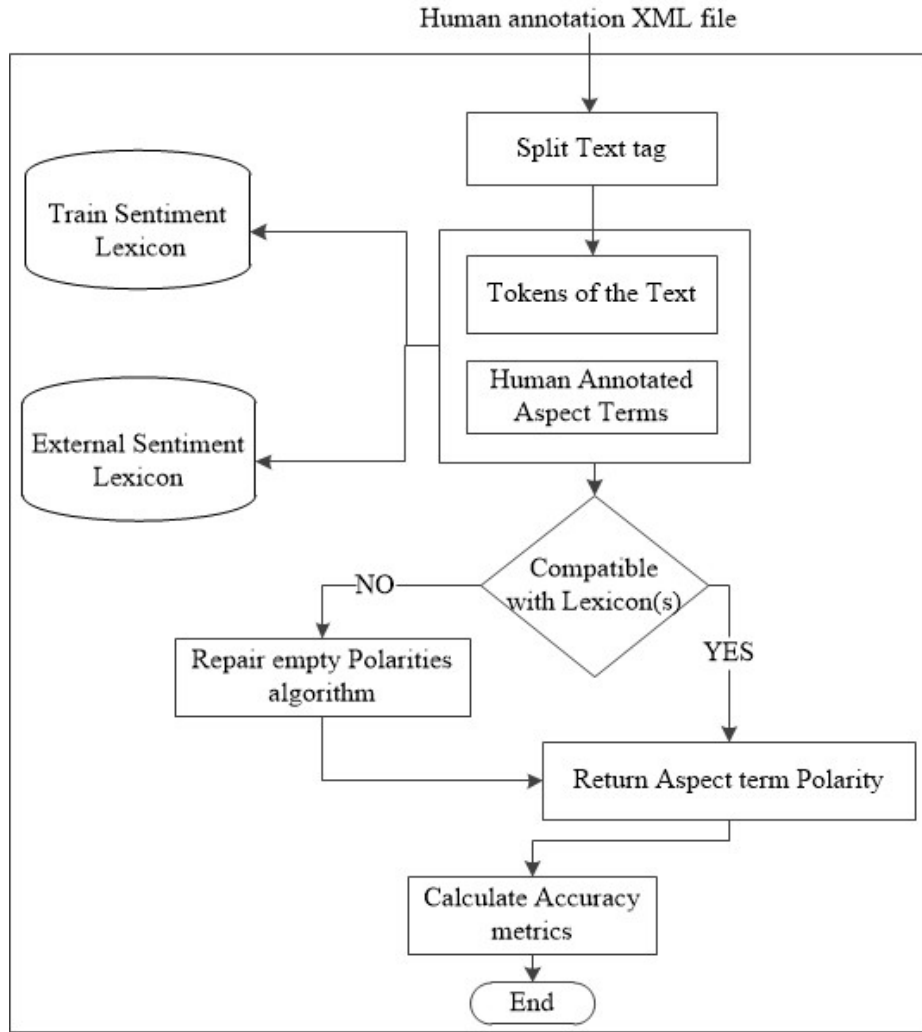 Human annotation XML file
Split Text tag
Train Sentiment
Lexicon
Tokens of the Text
Human Annotated
Aspect Terms
External Sentiment
Lexicon
Compatible
with Lexicon(s)
NO
YES
Repair empty Polarities
algorithm
Return Aspect term Polarity
Calculate Accuracy
metrics
End